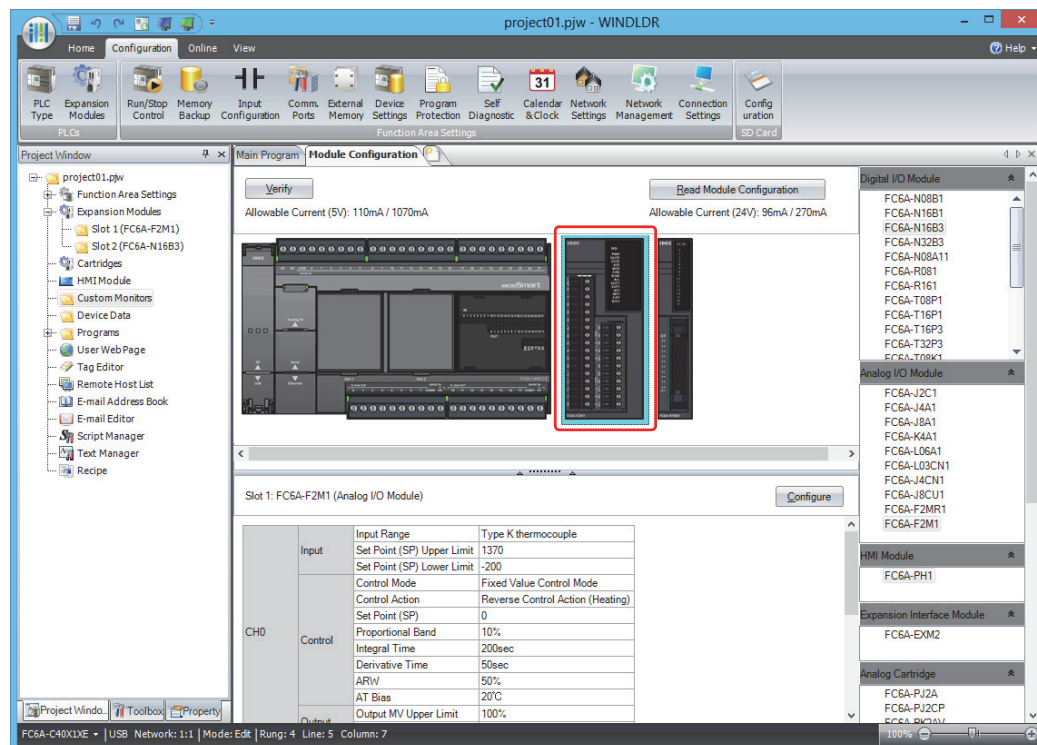 project01.pjw - WINDLDR
Home Configuration Online View Help
PLC Type
Expansion Modules
Run/Stop Control
Memory Backup
Input Configuration
Comm. Ports
External Memory
Device Settings
Program Protection
Self Diagnostic
31
Calendar & Clock
Network Settings
Network Management
Connection Settings
Configuration
PLCs
Function Area Settings
SD Card
Project Window
project01.pjw
Function Area Settings
Expansion Modules
Slot 1 (FC6A-F2M1)
Slot 2 (FC6A-N16B3)
Cartridges
HMI Module
Custom Monitors
Device Data
Programs
User Web Page
Tag Editor
Remote Host List
E-mail Address Book
E-mail Editor
Script Manager
Text Manager
Recipe
Project Windo...
Toolbox
Property
Main Program
Module Configuration
Verify
Read Module Configuration
Allowable Current (5V): 110mA / 1070mA
Allowable Current (24V): 96mA / 270mA
MICROSmart
Slot 1: FC6A-F2M1 (Analog I/O Module)
Configure
CH0
Input
Input Range Type K thermocouple
Set Point (SP) Upper Limit 1370
Set Point (SP) Lower Limit -200
Control
Control Mode Fixed Value Control Mode
Control Action Reverse Control Action (Heating)
Set Point (SP) 0
Proportional Band 10%
Integral Time 200sec
Derivative Time 50sec
ARW 50%
AT Bias 20℃
Output
Output MV Upper Limit 100%
Digital I/O Module
FC6A-N08B1
FC6A-N16B1
FC6A-N16B3
FC6A-N32B3
FC6A-N08A11
FC6A-R081
FC6A-R161
FC6A-T08P1
FC6A-T16P1
FC6A-T16P3
FC6A-T32P3
FC6A-T08K1
Analog I/O Module
FC6A-J2C1
FC6A-J4A1
FC6A-J8A1
FC6A-K4A1
FC6A-L06A1
FC6A-L03CN1
FC6A-J4CN1
FC6A-J8CU1
FC6A-F2MR1
FC6A-F2M1
HMI Module
FC6A-PH1
Expansion Interface Module
FC6A-EXM2
Analog Cartridge
FC6A-PJ2A
FC6A-PJ2CP
FC6A-PK2AV
FC6A-C40X1XE | USB Network: 1:1 | Mode: Edit | Rung: 4 Line: 5 Column: 7
100%